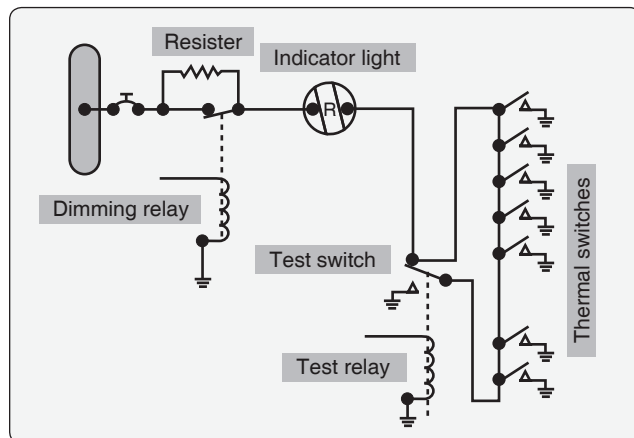 Resister
Indicator light
R
Dimming relay
Test switch
Thermal switches
Test relay